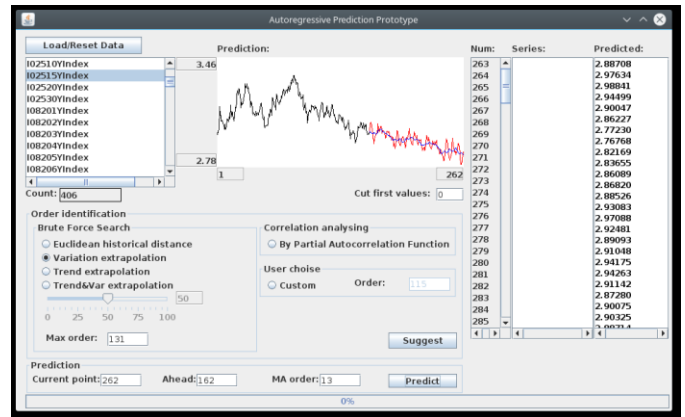 Autoregressive Prediction Prototype
Load/Reset Data
Prediction:
Num: Series: Predicted:
I02510YIndex
I02515YIndex
I02520YIndex
I02530YIndex
I08201YIndex
I08202YIndex
I08203YIndex
I08204YIndex
I08205YIndex
I08206YIndex
3.46
2.78
1 262
Count: 406
Cut first values: 0
263 2.88708
264 2.97634
265 2.98841
266 2.94499
267 2.90047
268 2.86227
269 2.77230
270 2.76768
271 2.82169
272 2.83655
273 2.86089
274 2.86820
275 2.88526
276 2.93083
277 2.97088
278 2.92481
279 2.89093
280 2.91048
281 2.94175
282 2.94263
283 2.91142
284 2.87280
285 2.90075
2.90325
Order identification
Brute Force Search
Euclidean historical distance
Variation extrapolation
Trend extrapolation
Trend&Var extrapolation
50
0 25 50 75 100
Max order: 131
Correlation analysing
By Partial Autocorrelation Function
User choise
Custom Order: 115
Suggest
Prediction
Current point: 262 Ahead: 162 MA order: 13 Predict
0%